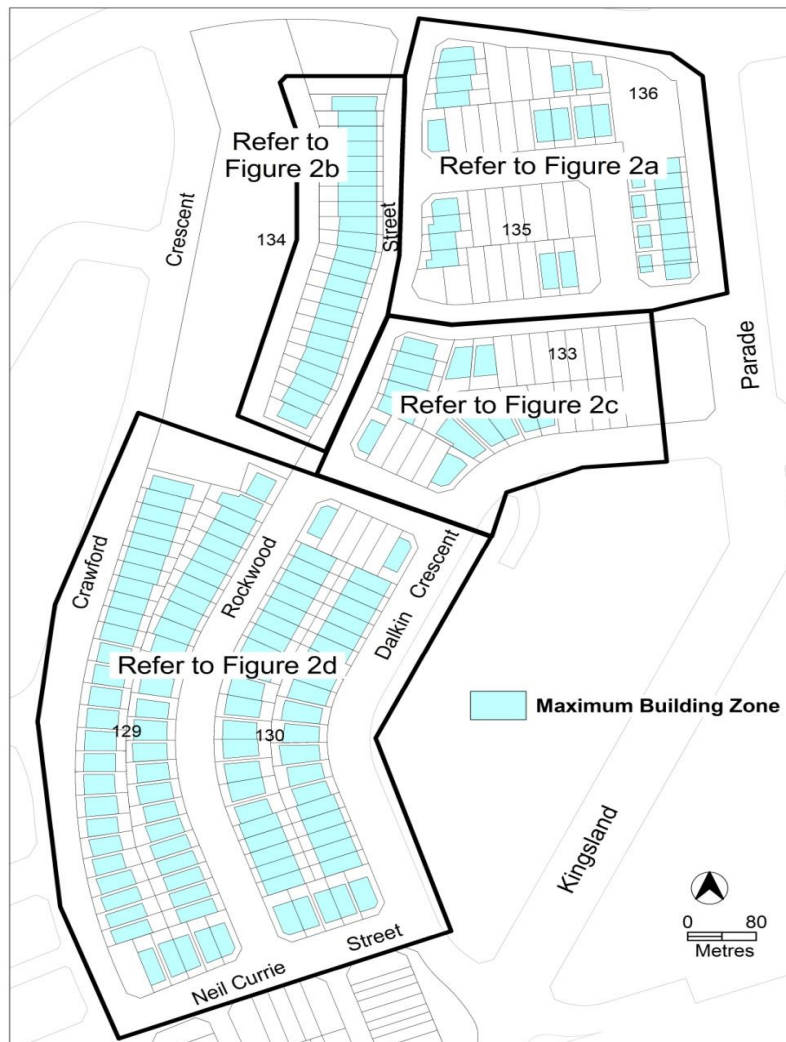 136
Refer to
Figure 2b
Refer to Figure 2a
Crescent
134
Street
135
133
Parade
Refer to Figure 2c
Crawford
Rockwood
Dalkin Crescent
Refer to Figure 2d
Maximum Building Zone
129
130
Kingsland
0 80
Metres
Neil Currie Street